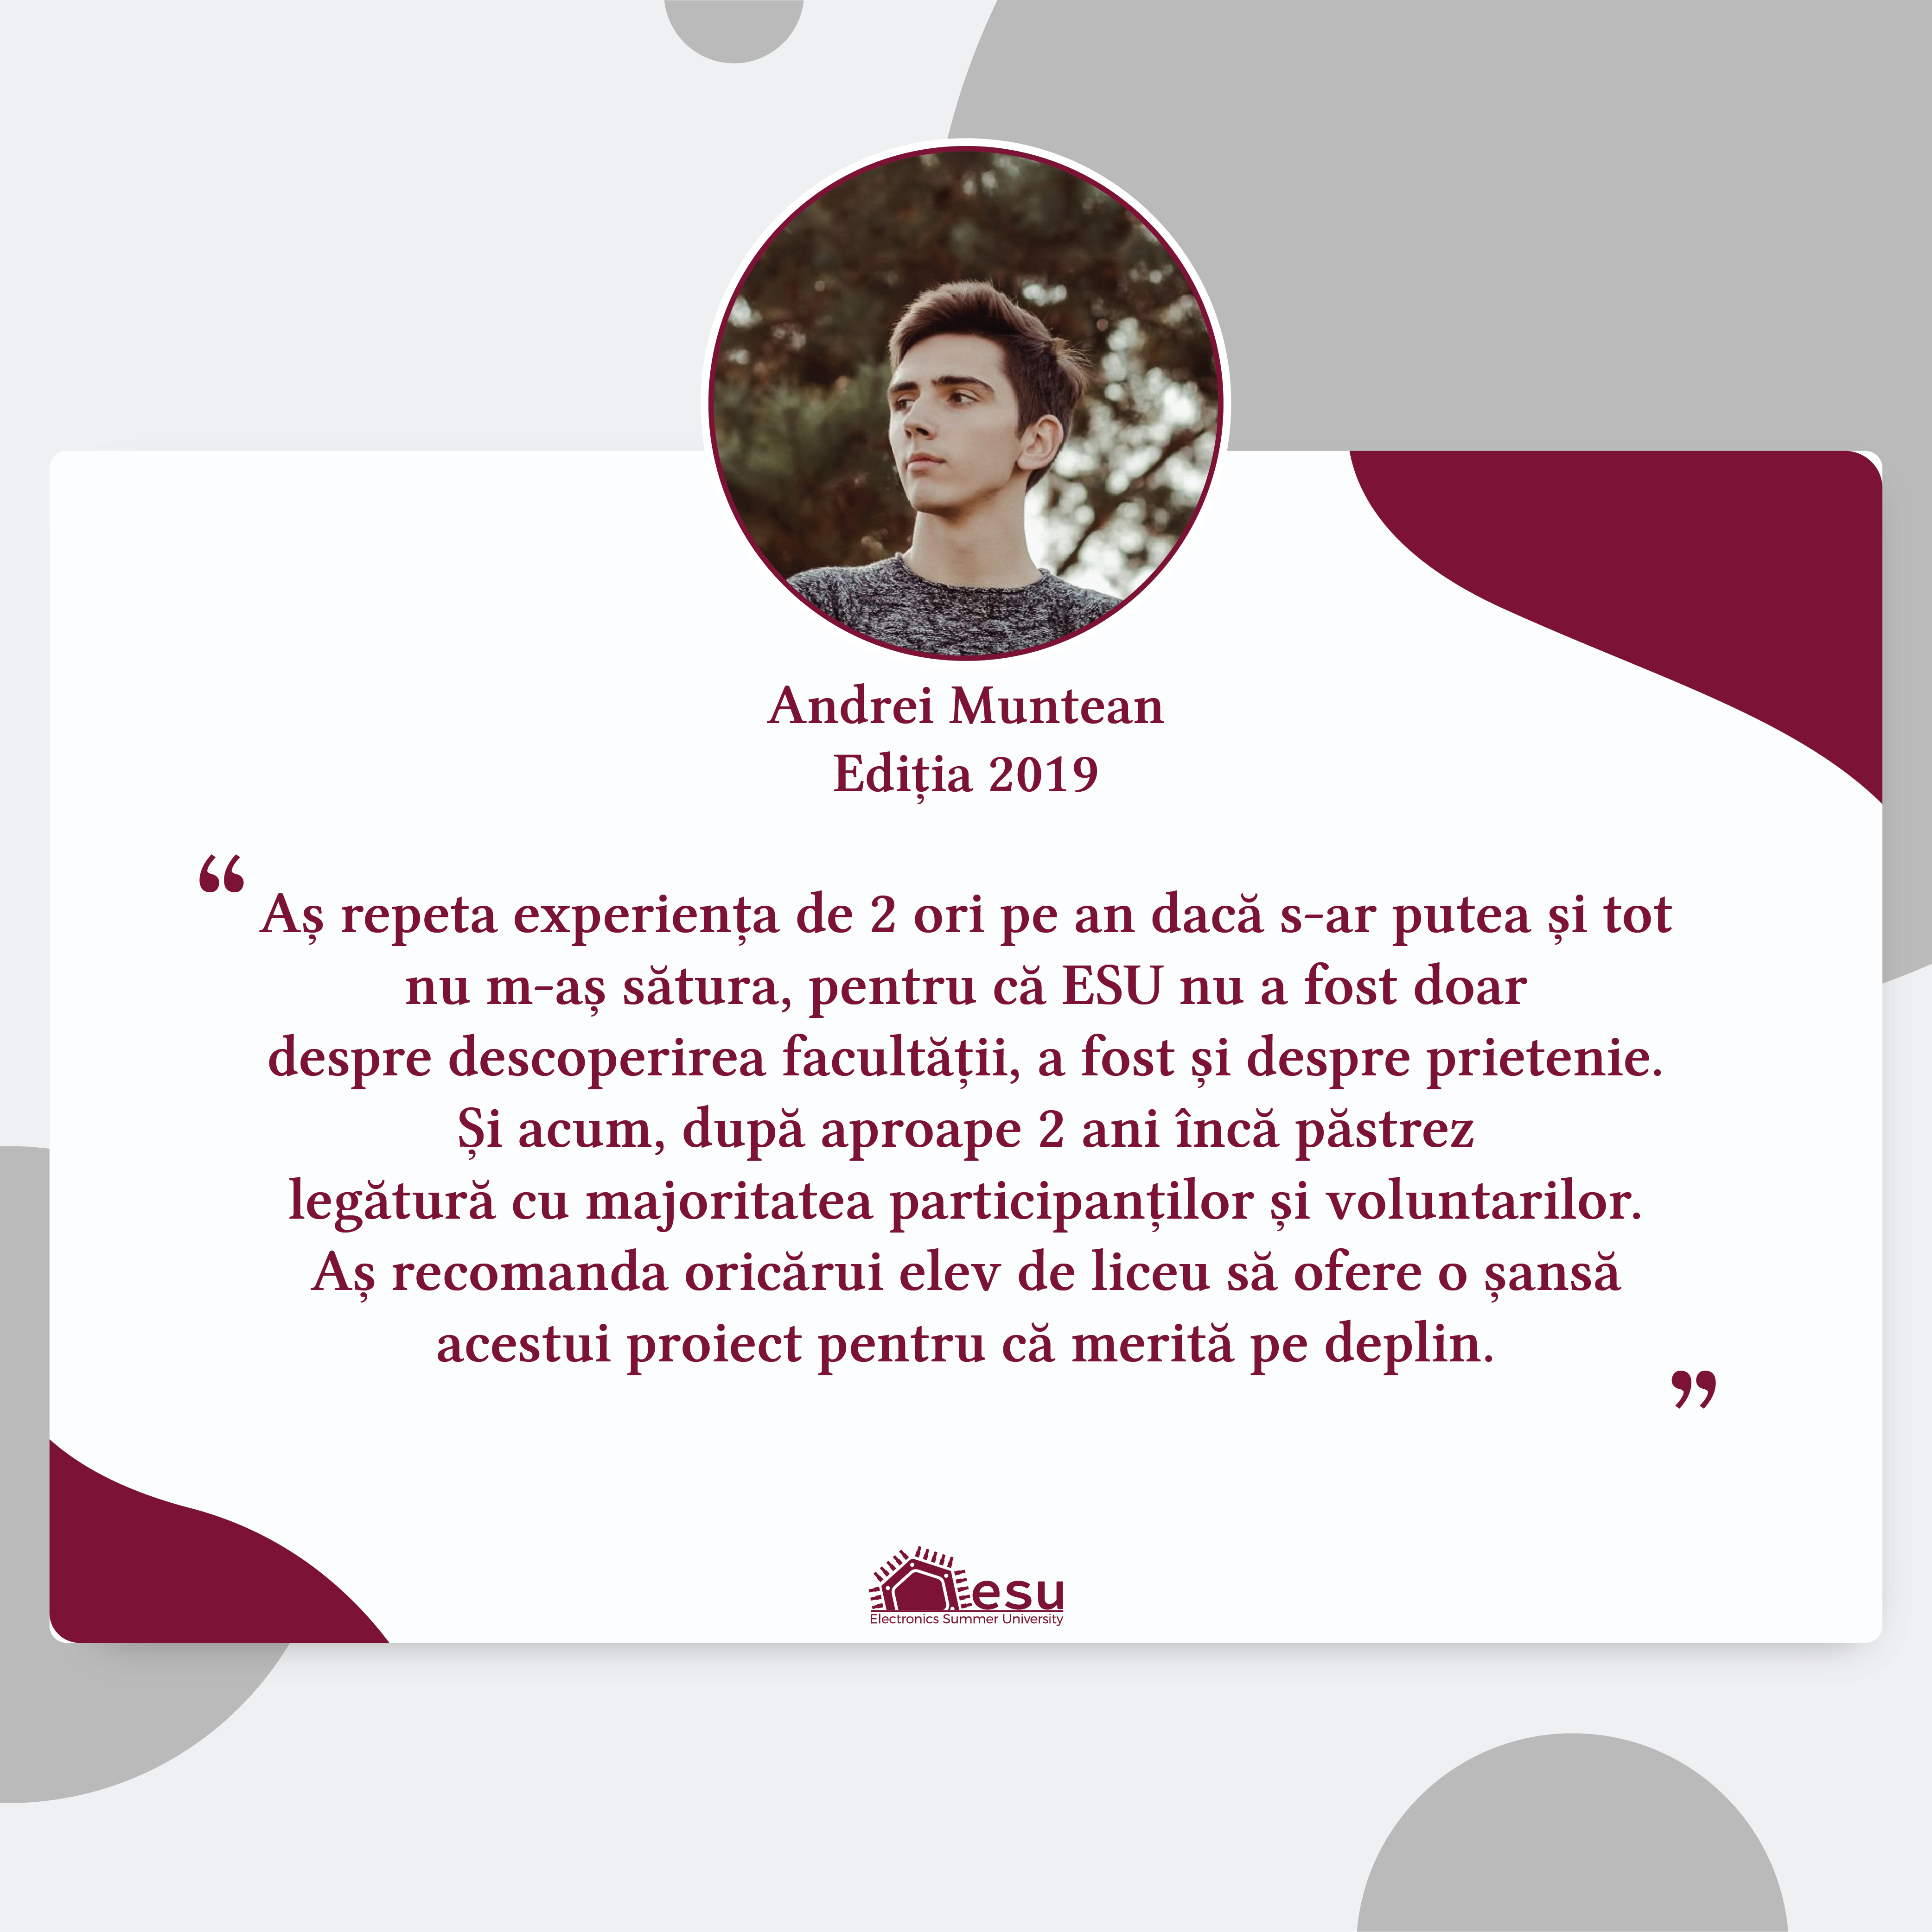 Andrei Muntean
Ediția 2019
“ Aș repeta experiența de 2 ori pe an dacă s-ar putea și tot
nu m-aș sătura, pentru că ESU nu a fost doar
despre descoperirea facultății, a fost și despre prietenie.
Și acum, după aproape 2 ani încă păstrez
legătură cu majoritatea participanților și voluntarilor.
Aș recomanda oricărui elev de liceu să ofere o șansă
acestui proiect pentru că merită pe deplin. ”
esu
Electronics Summer University